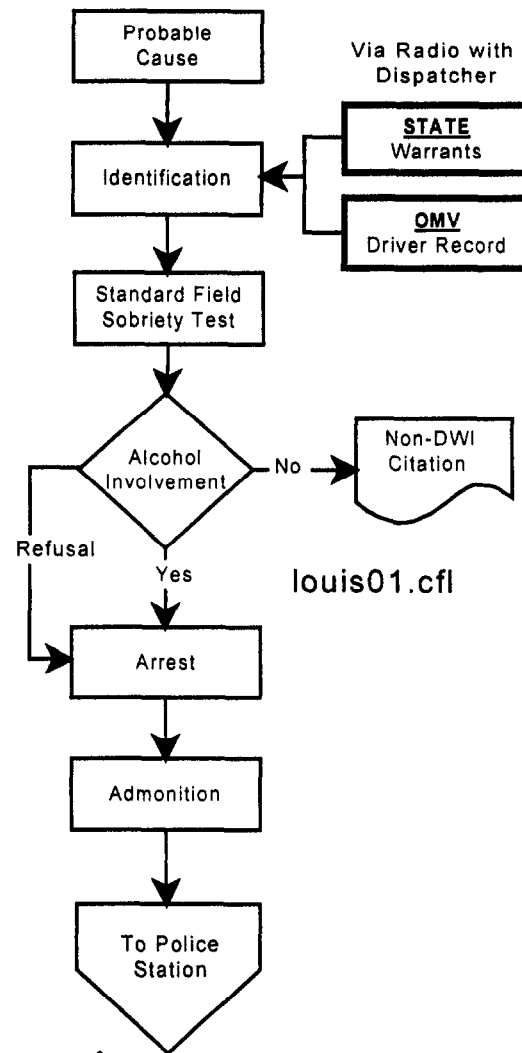 Probable
Cause
Via Radio with
Dispatcher
STATE
Warrants
Identification
OMV
Driver Record
Standard Field
Sobriety Test
Alcohol
Involvement
No
Non-DWI
Citation
Refusal
Yes
louis01.cfl
Arrest
Admonition
To Police
Station